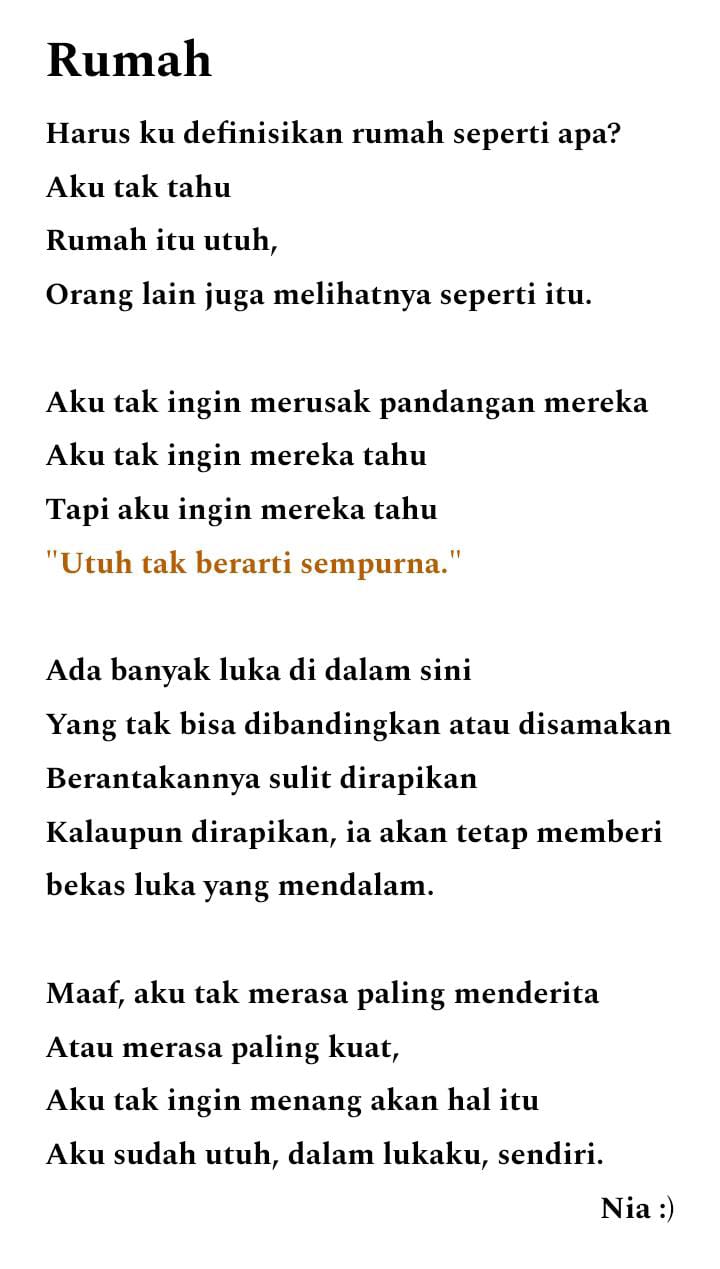 Rumah
Harus ku definisikan rumah seperti apa?
Aku tak tahu
Rumah itu utuh,
Orang lain juga melihatnya seperti itu.
Aku tak ingin merusak pandangan mereka
Aku tak ingin mereka tahu
Tapi aku ingin mereka tahu
"Utuh tak berarti sempurna."
Ada banyak luka di dalam sini
Yang tak bisa dibandingkan atau disamakan
Berantakannya sulit dirapikan
Kalaupun dirapikan, ia akan tetap memberi
bekas luka yang mendalam.
Maaf, aku tak merasa paling menderita
Atau merasa paling kuat,
Aku tak ingin menang akan hal itu
Aku sudah utuh, dalam lukaku, sendiri.
Nia :)